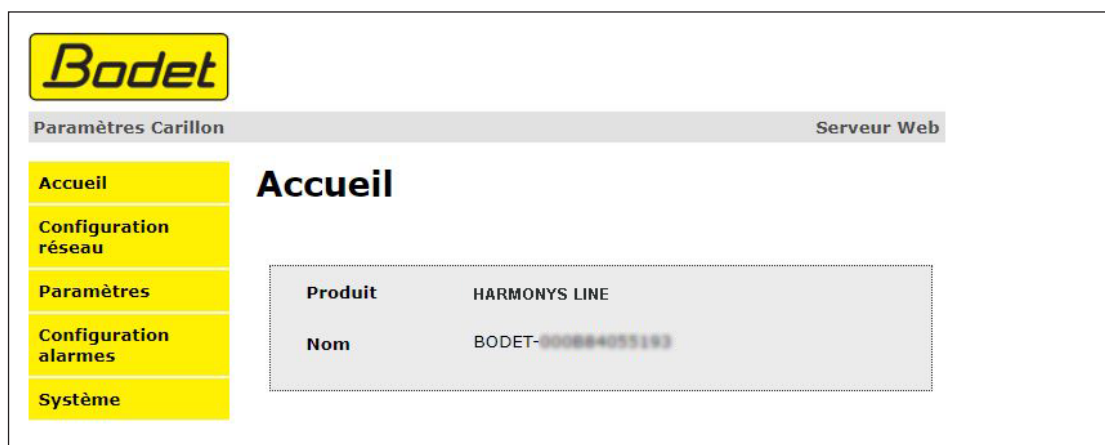 Bodet
Paramètres Carillon
Serveur Web
Accueil
Configuration
réseau
Paramètres
Configuration
alarmes
Système
Accueil
Produit HARMONYS LINE
Nom BODET-